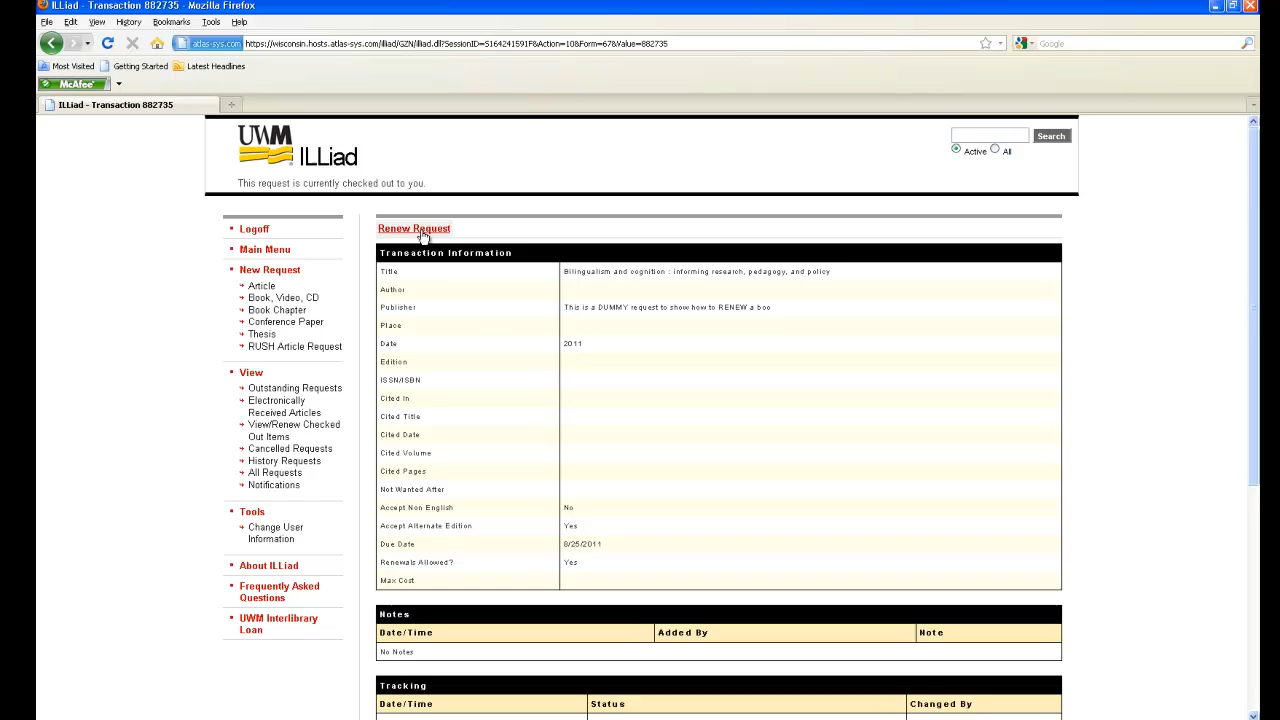 ILLiad - Transaction 882735 - Mozilla Firefox
File Edit View History Bookmarks Tools Help
atlas-sys.com https://wisconsin.hosts.atlas-sys.com/illiad/GZN/illiad.dll?SessionID=S164241591F&Action=10&Form=67&Value=882735
Google
Most Visited Getting Started Latest Headlines
McAfee
ILLiad - Transaction 882735
UWM ILLiad
Search
Active All
This request is currently checked out to you.
Logoff
Main Menu
New Request
Article
Book, Video, CD
Book Chapter
Conference Paper
Thesis
RUSH Article Request
View
Outstanding Requests
Electronically
Received Articles
View/Renew Checked
Out Items
Cancelled Requests
History Requests
All Requests
Notifications
Tools
Change User
Information
About ILLiad
Frequently Asked
Questions
UWM Interlibrary
Loan
Renew Request
Transaction Information
Title Bilingualism and cognition : informing research, pedagogy, and policy
Author
Publisher This is a DUMMY request to show how to RENEW a boo
Place
Date 2011
Edition
ISSN/ISBN
Cited In
Cited Title
Cited Date
Cited Volume
Cited Pages
Not Wanted After
Accept Non English No
Accept Alternate Edition Yes
Due Date 8/25/2011
Renewals Allowed? Yes
Max Cost
Notes
Date/Time Added By Note
No Notes
Tracking
Date/Time Status Changed By